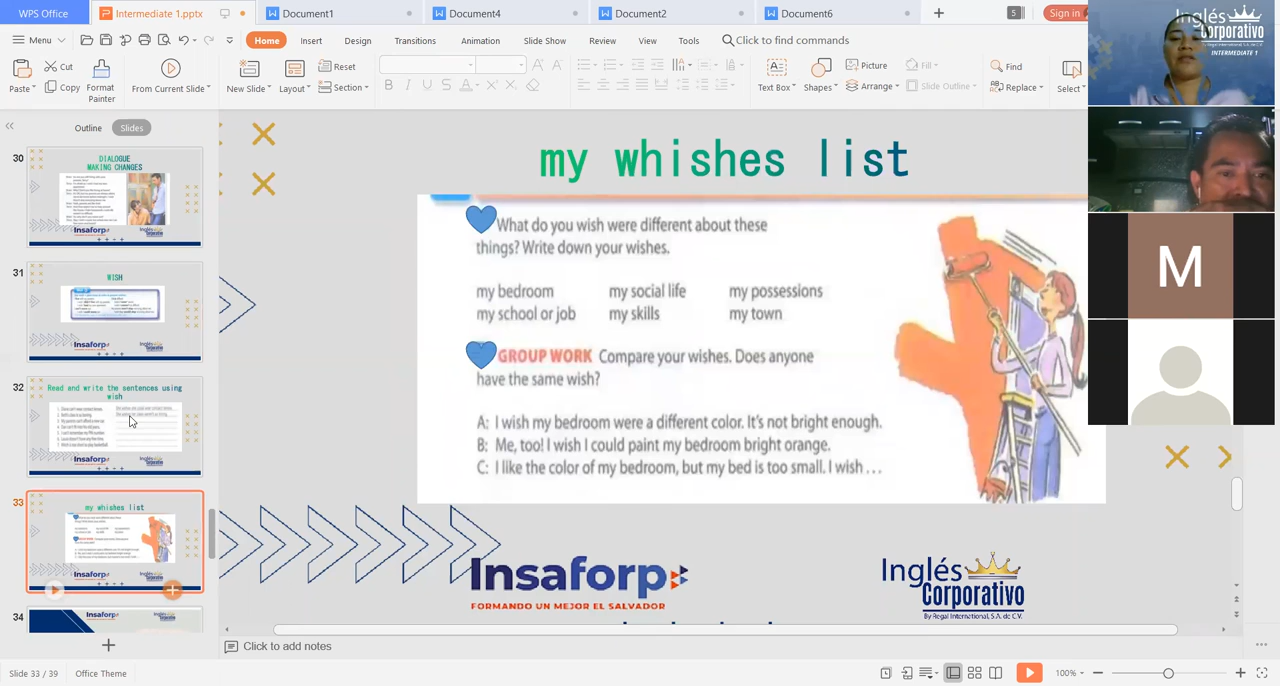 WPS Office
Intermediate 1.pptx
Document1
Document4
Document2
Document6
S
Sign in
Menu
Home
Insert
Design
Transitions
Animation
Slide Show
Review
View
Tools
Click to find commands
Paste
Cut
Copy
Format Painter
From Current Slide
New Slide
Layout
Reset
Section
B I U S A
Text Box
Shapes
Picture
Arrange
Fill
Slide Outline
Find
Replace
Select
Outline
Slides
30
DIALOGUE
MAKING CHANGES
Insaforp
31
WISH
Insaforp
32
Read and write the sentences using
wish
Insaforp
33
my whishes list
Insaforp
34
Insaforp
my whishes list
What do you wish were different about these
things? Write down your wishes.
my bedroom my social life my possessions
my school or job my skills my town
GROUP WORK Compare your wishes. Does anyone
have the same wish?
A: I wish my bedroom were a different color. It's not bright enough.
B: Me, too! I wish I could paint my bedroom bright orange.
C: I like the color of my bedroom, but my bed is too small. I wish ...
Insaforp
FORMANDO UN MEJOR EL SALVADOR
Inglés
Corporativo
By Regal International, S.A. de C.V.
Inglés
Corporativo
By Regal International, S.A. de C.V.
INTERMEDIATE 1
M
Click to add notes
Slide 33 / 39
Office Theme
100%